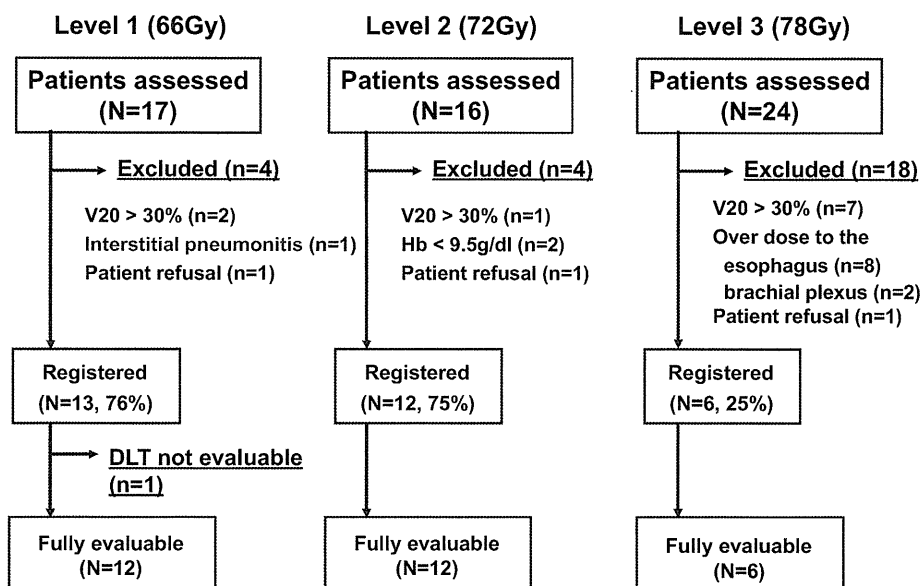 Level 1 (66Gy)
Patients assessed
(N=17)
Excluded (n=4)
V20 > 30% (n=2)
Interstitial pneumonitis (n=1)
Patient refusal (n=1)
Registered
(N=13, 76%)
DLT not evaluable
(n=1)
Fully evaluable
(N=12)
Level 2 (72Gy)
Patients assessed
(N=16)
Excluded (n=4)
V20 > 30% (n=1)
Hb < 9.5g/dl (n=2)
Patient refusal (n=1)
Registered
(N=12, 75%)
Fully evaluable
(N=12)
Level 3 (78Gy)
Patients assessed
(N=24)
Excluded (n=18)
V20 > 30% (n=7)
Over dose to the
esophagus (n=8)
brachial plexus (n=2)
Patient refusal (n=1)
Registered
(N=6, 25%)
Fully evaluable
(N=6)